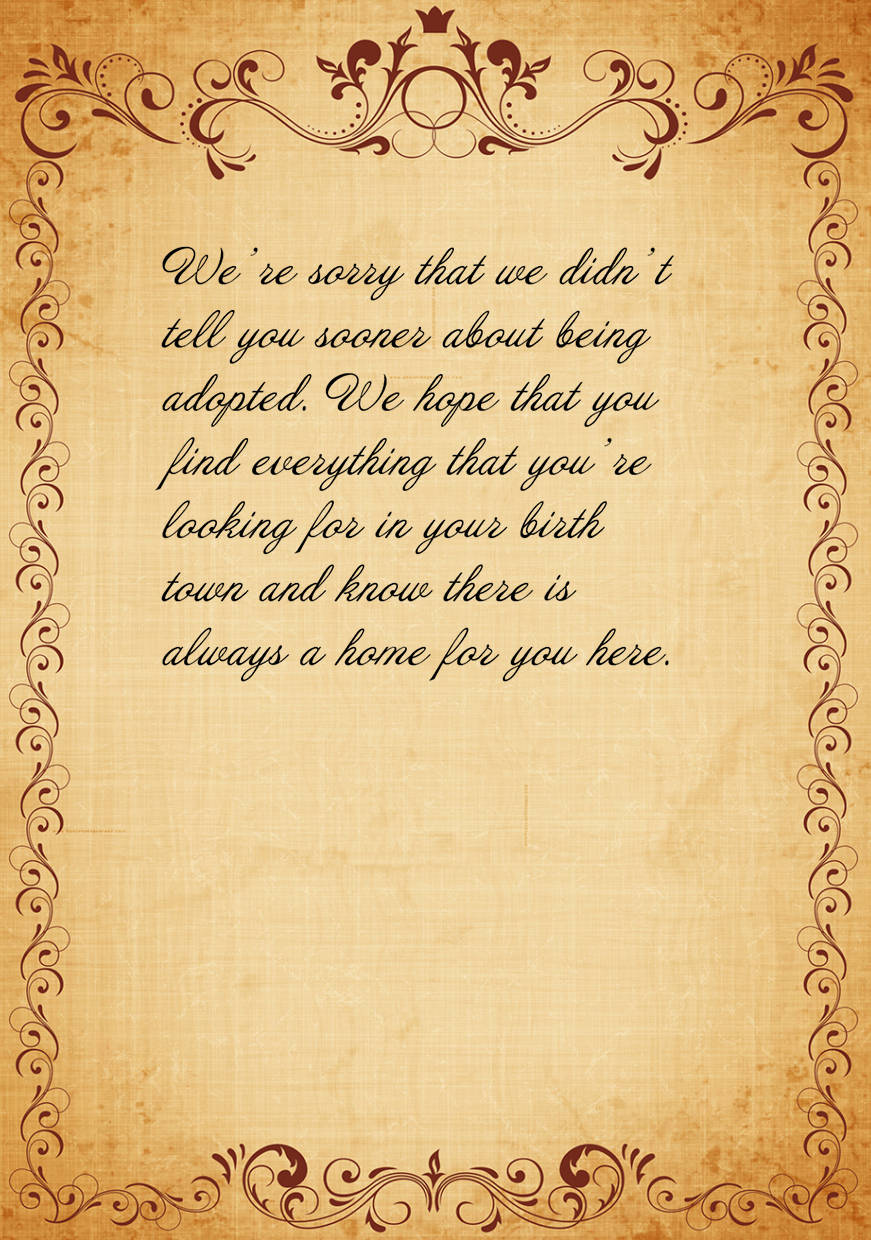 We're sorry that we didn't
tell you sooner about being
adopted. We hope that you
find everything that you're
looking for in your birth
town and know there is
always a home for you here.